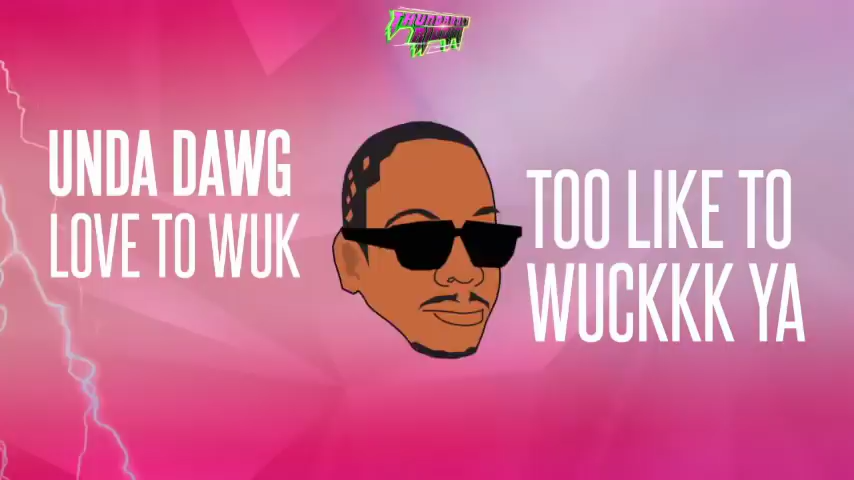 UNDA DAWG
LOVE TO WUK
TOO LIKE TO
WUCKKK YA